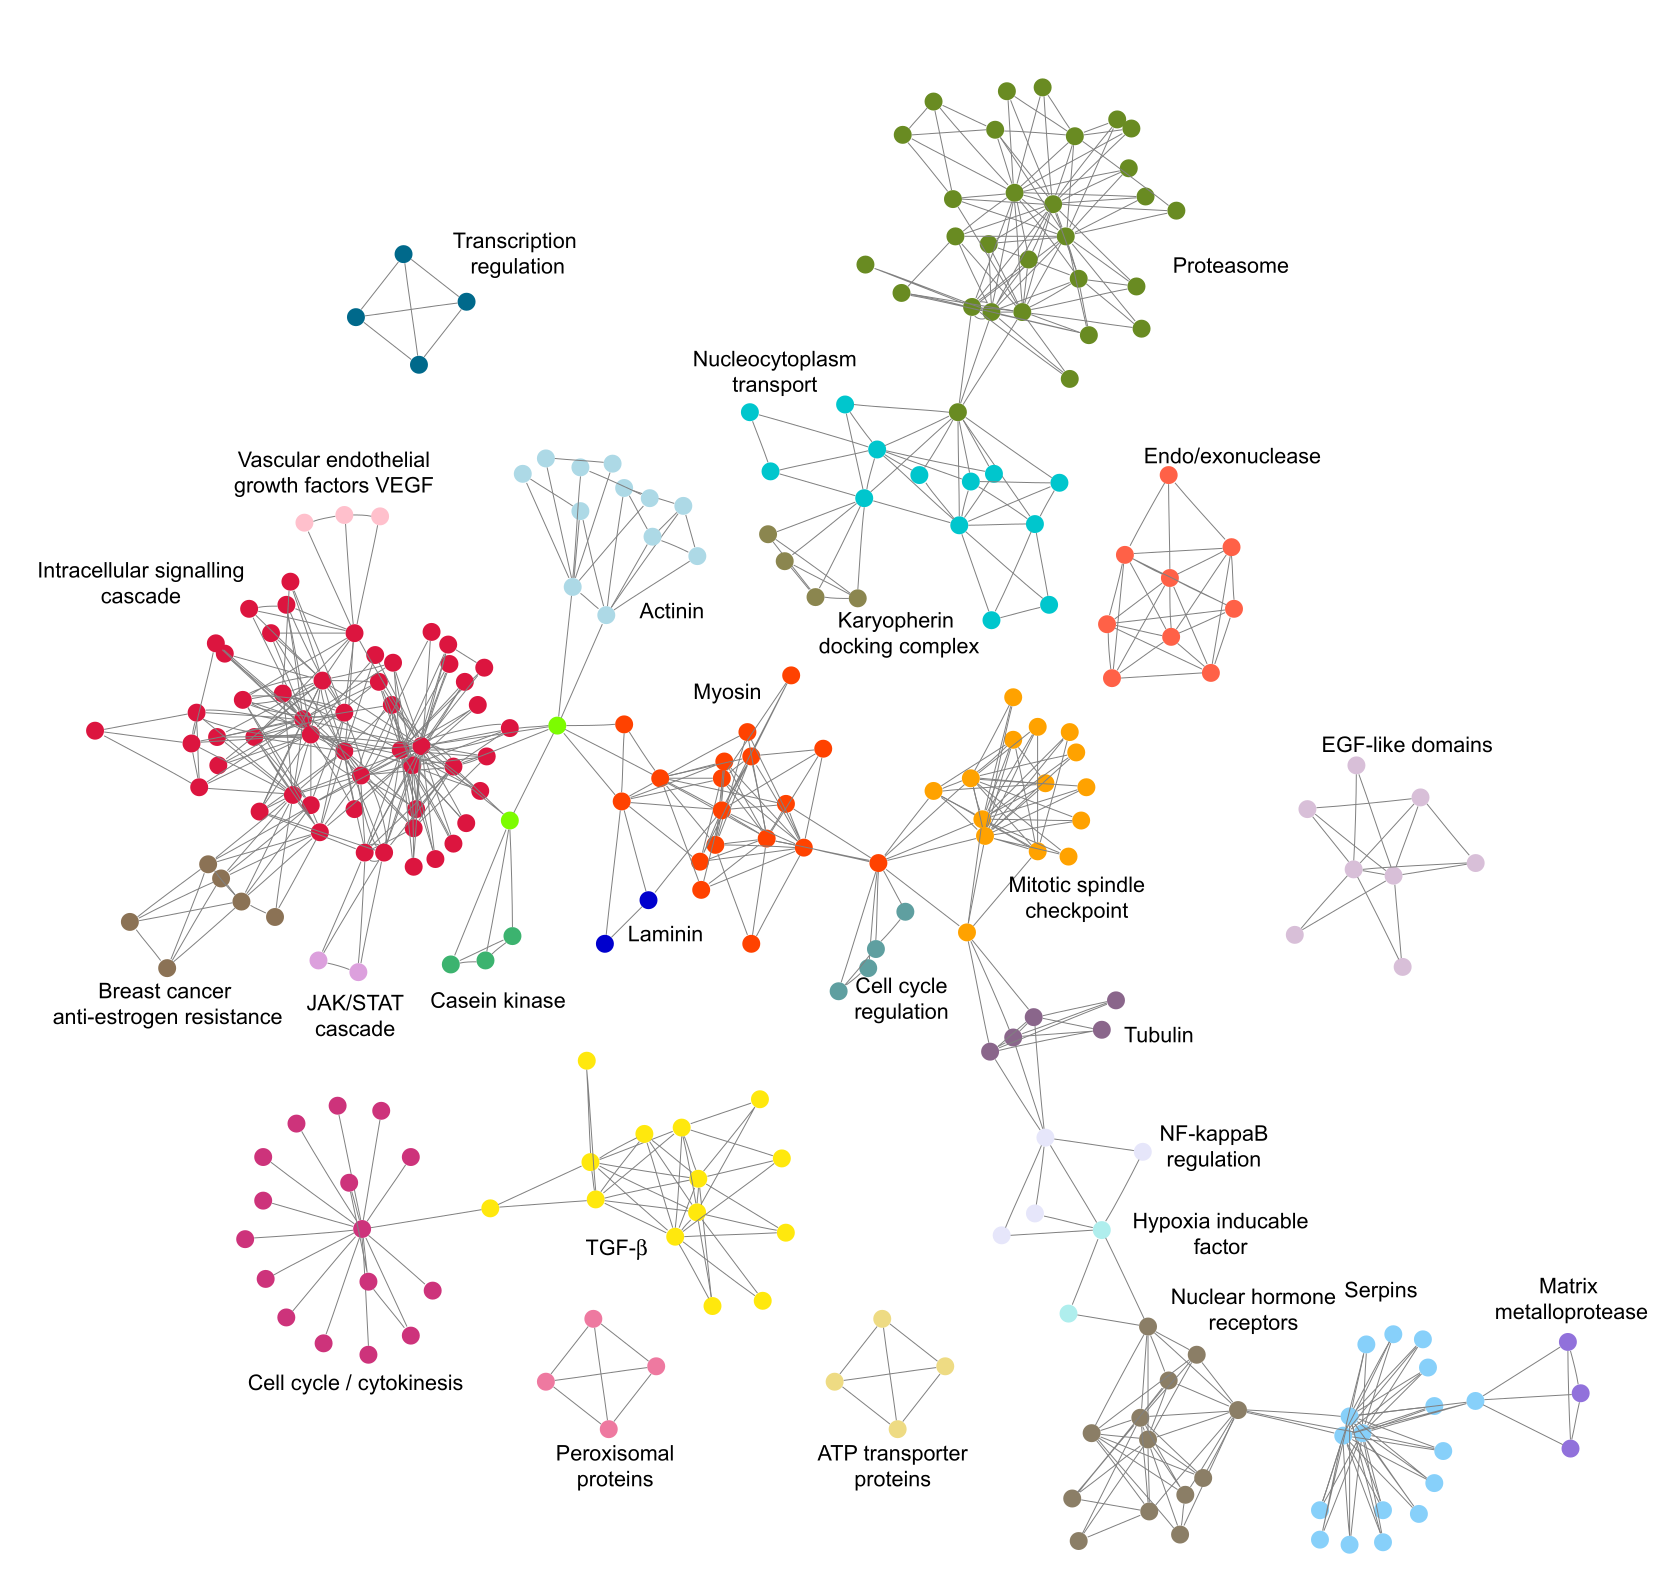 Transcription
regulation
Proteasome
Nucleocytoplasm
transport
Vascular endothelial
growth factors VEGF
Endo/exonuclease
Intracellular signalling
cascade
Actinin
Karyopherin
docking complex
Myosin
EGF-like domains
Mitotic spindle
checkpoint
Laminin
Breast cancer
anti-estrogen resistance
JAK/STAT
cascade
Casein kinase
Cell cycle
regulation
Tubulin
NF-kappaB
regulation
TGF-β
Hypoxia inducable
factor
Nuclear hormone
receptors
Serpins
Matrix
metalloprotease
Cell cycle / cytokinesis
Peroxisomal
proteins
ATP transporter
proteins